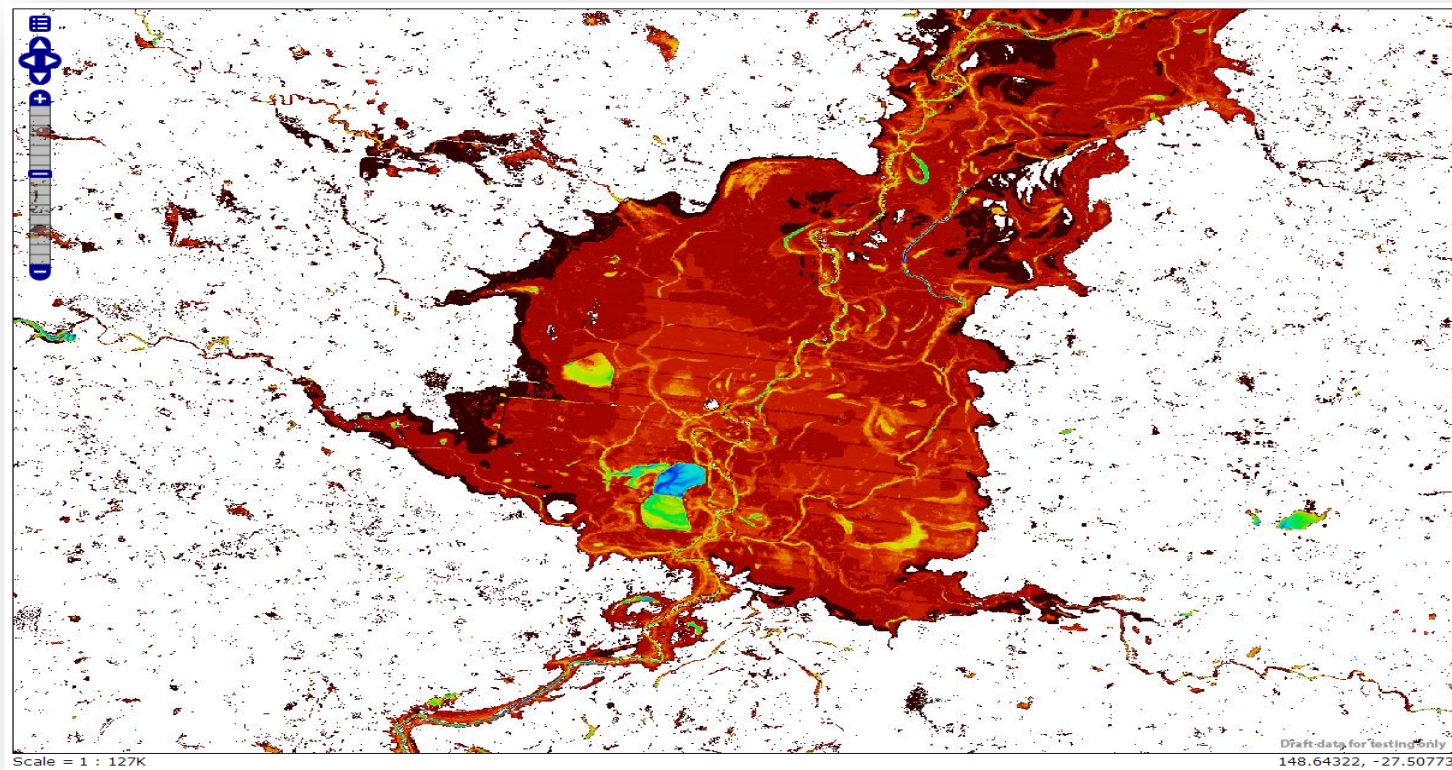 Draft data for testing only
Scale = 1 : 127K
148.64322, -27.50773